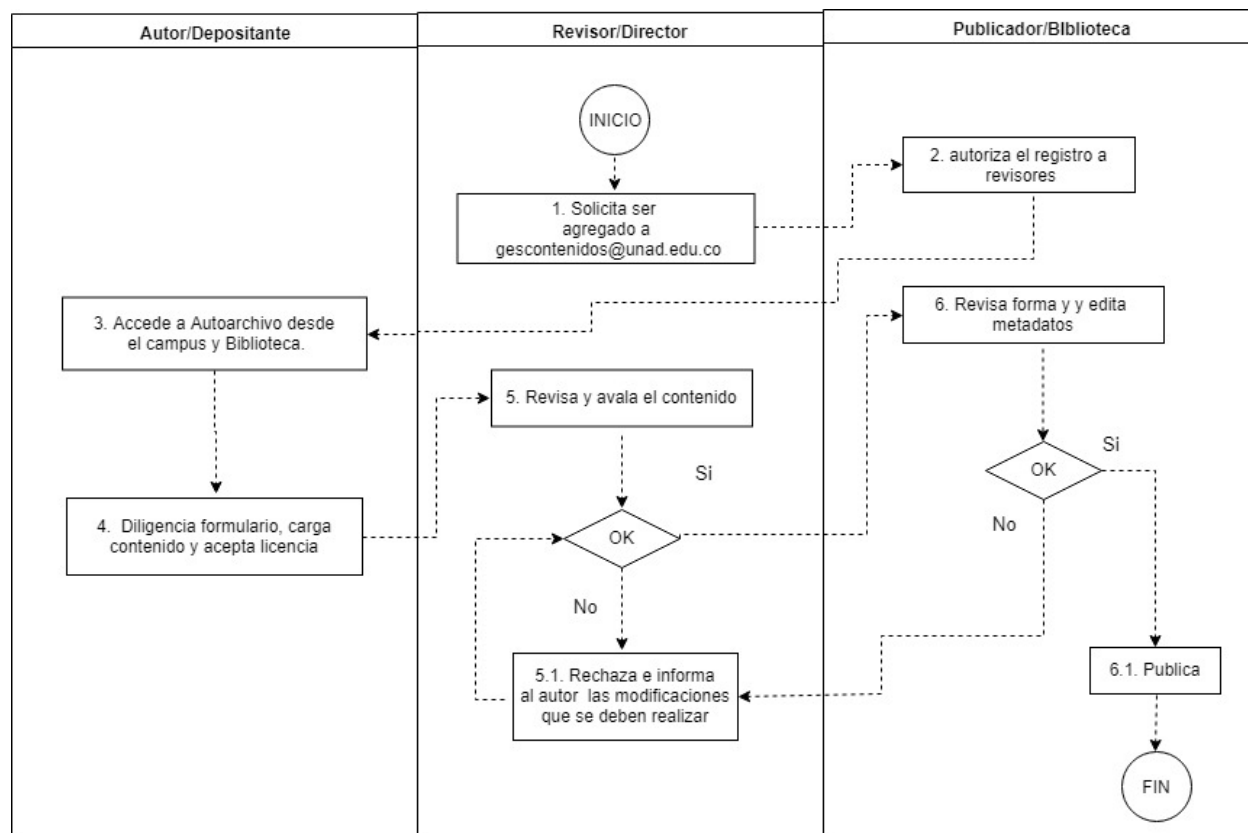 Autor/Depositante
Revisor/Director
Publicador/BIblioteca
INICIO
1. Solicita ser
agregado a
gescontenidos@unad.edu.co
2. autoriza el registro a
revisores
3. Accede a Autoarchivo desde
el campus y Biblioteca.
4. Diligencia formulario, carga
contenido y acepta licencia
5. Revisa y avala el contenido
Si
OK
No
5.1. Rechaza e informa
al autor las modificaciones
que se deben realizar
6. Revisa forma y y edita
metadatos
Si
OK
No
6.1. Publica
FIN